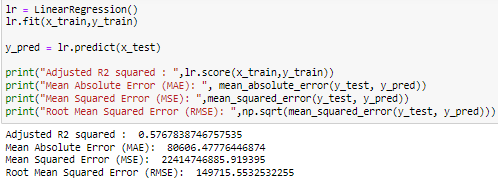 lr = LinearRegression()
lr.fit(x_train,y_train)
y_pred = lr.predict(x_test)
print("Adjusted R2 squared : ",lr.score(x_train,y_train))
print("Mean Absolute Error (MAE): ", mean_absolute_error(y_test, y_pred))
print("Mean Squared Error (MSE): ",mean_squared_error(y_test, y_pred))
print("Root Mean Squared Error (RMSE): ",np.sqrt(mean_squared_error(y_test, y_pred)))
Adjusted R2 squared :  0.5767838746757535
Mean Absolute Error (MAE):  80606.47776446874
Mean Squared Error (MSE):  22414746885.919395
Root Mean Squared Error (RMSE):  149715.5532532255